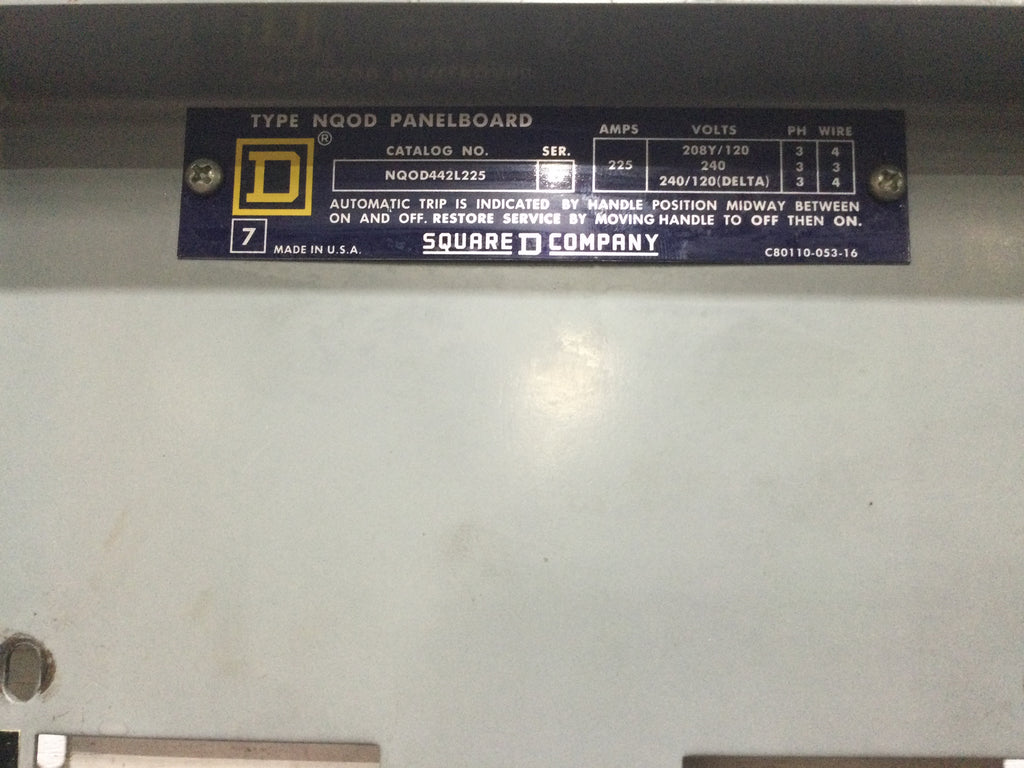 TYPE NQOD PANELBOARD
D ®
CATALOG NO. SER.
NQOD442L225
AMPS VOLTS PH WIRE
225
208Y/120 3 4
240 3 3
240/120(DELTA) 3 4
AUTOMATIC TRIP IS INDICATED BY HANDLE POSITION MIDWAY BETWEEN
ON AND OFF. RESTORE SERVICE BY MOVING HANDLE TO OFF THEN ON.
7 MADE IN U.S.A.
SQUARE D COMPANY
C80110-053-16